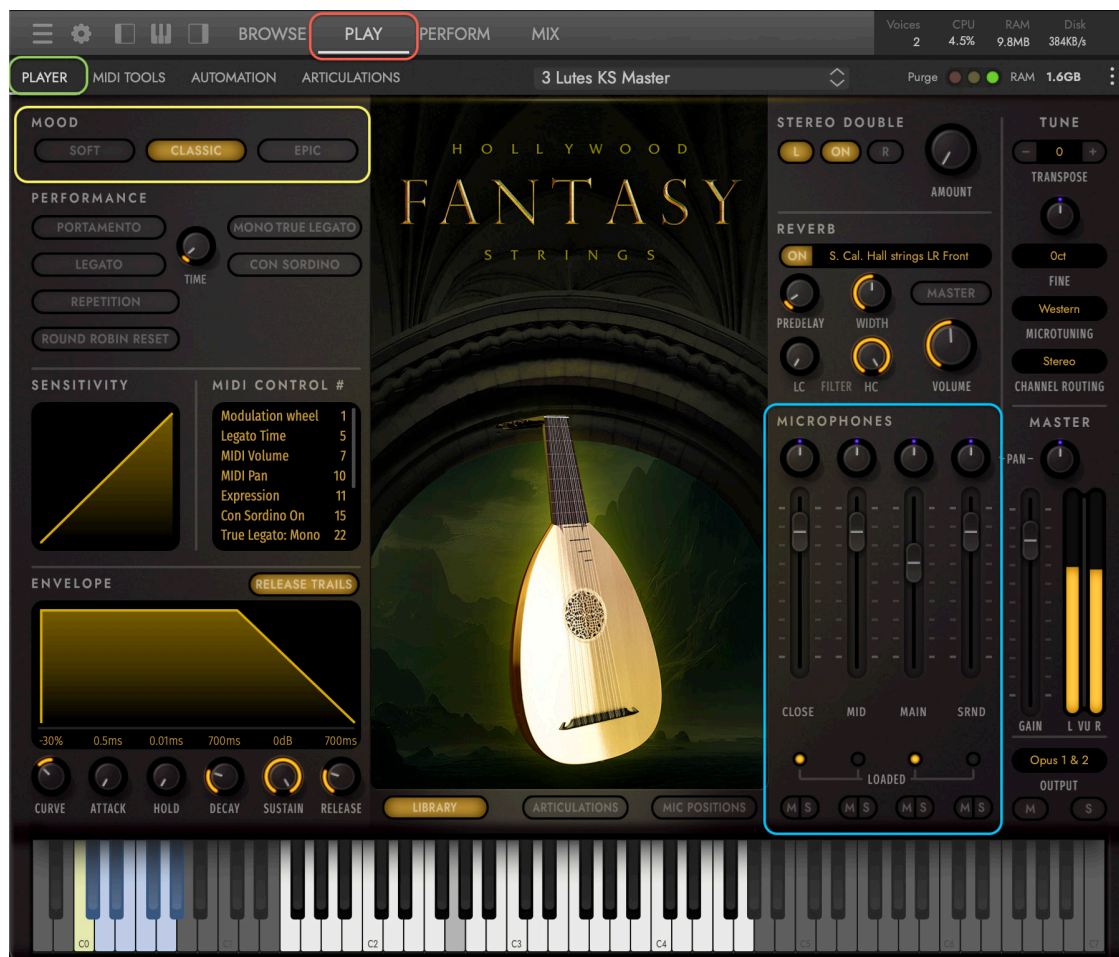 BROWSE PLAY PERFORM MIX
Voices CPU RAM Disk
2 4.5% 9.8MB 384KB/s
PLAYER MIDI TOOLS AUTOMATION ARTICULATIONS
3 Lutes KS Master
Purge RAM 1.6GB
MOOD
SOFT CLASSIC EPIC
PERFORMANCE
PORTAMENTO MONO TRUE LEGATO
LEGATO TIME CON SORDINO
REPETITION
ROUND ROBIN RESET
SENSITIVITY
MIDI CONTROL #
Modulation wheel 1
Legato Time 5
MIDI Volume 7
MIDI Pan 10
Expression 11
Con Sordino On 15
True Legato: Mono 22
ENVELOPE RELEASE TRAILS
-30% 0.5ms 0.01ms 700ms 0dB 700ms
CURVE ATTACK HOLD DECAY SUSTAIN RELEASE
HOLLYWOOD
FANTASY
STRINGS
LIBRARY ARTICULATIONS MIC POSITIONS
STEREO DOUBLE
L ON R
AMOUNT
REVERB
ON S. Cal. Hall strings LR Front
PREDELAY WIDTH MASTER
LC FILTER HC VOLUME
MICROPHONES
CLOSE MID MAIN SRND
LOADED
M S M S M S M S
TUNE
- 0 +
TRANSPOSE
0ct
FINE
Western
MICROTUNING
Stereo
CHANNEL ROUTING
MASTER
-PAN-
GAIN L VU R
Opus 1 & 2
OUTPUT
M S
C0 C1 C2 C3 C4 C5 C6 C7